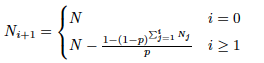 $$N_{i+1} = \begin{cases} N & i = 0 \\ N - \frac{1-(1-p)^{\sum_{j=1}^{i} N_j}}{p} & i \geq 1 \end{cases}$$